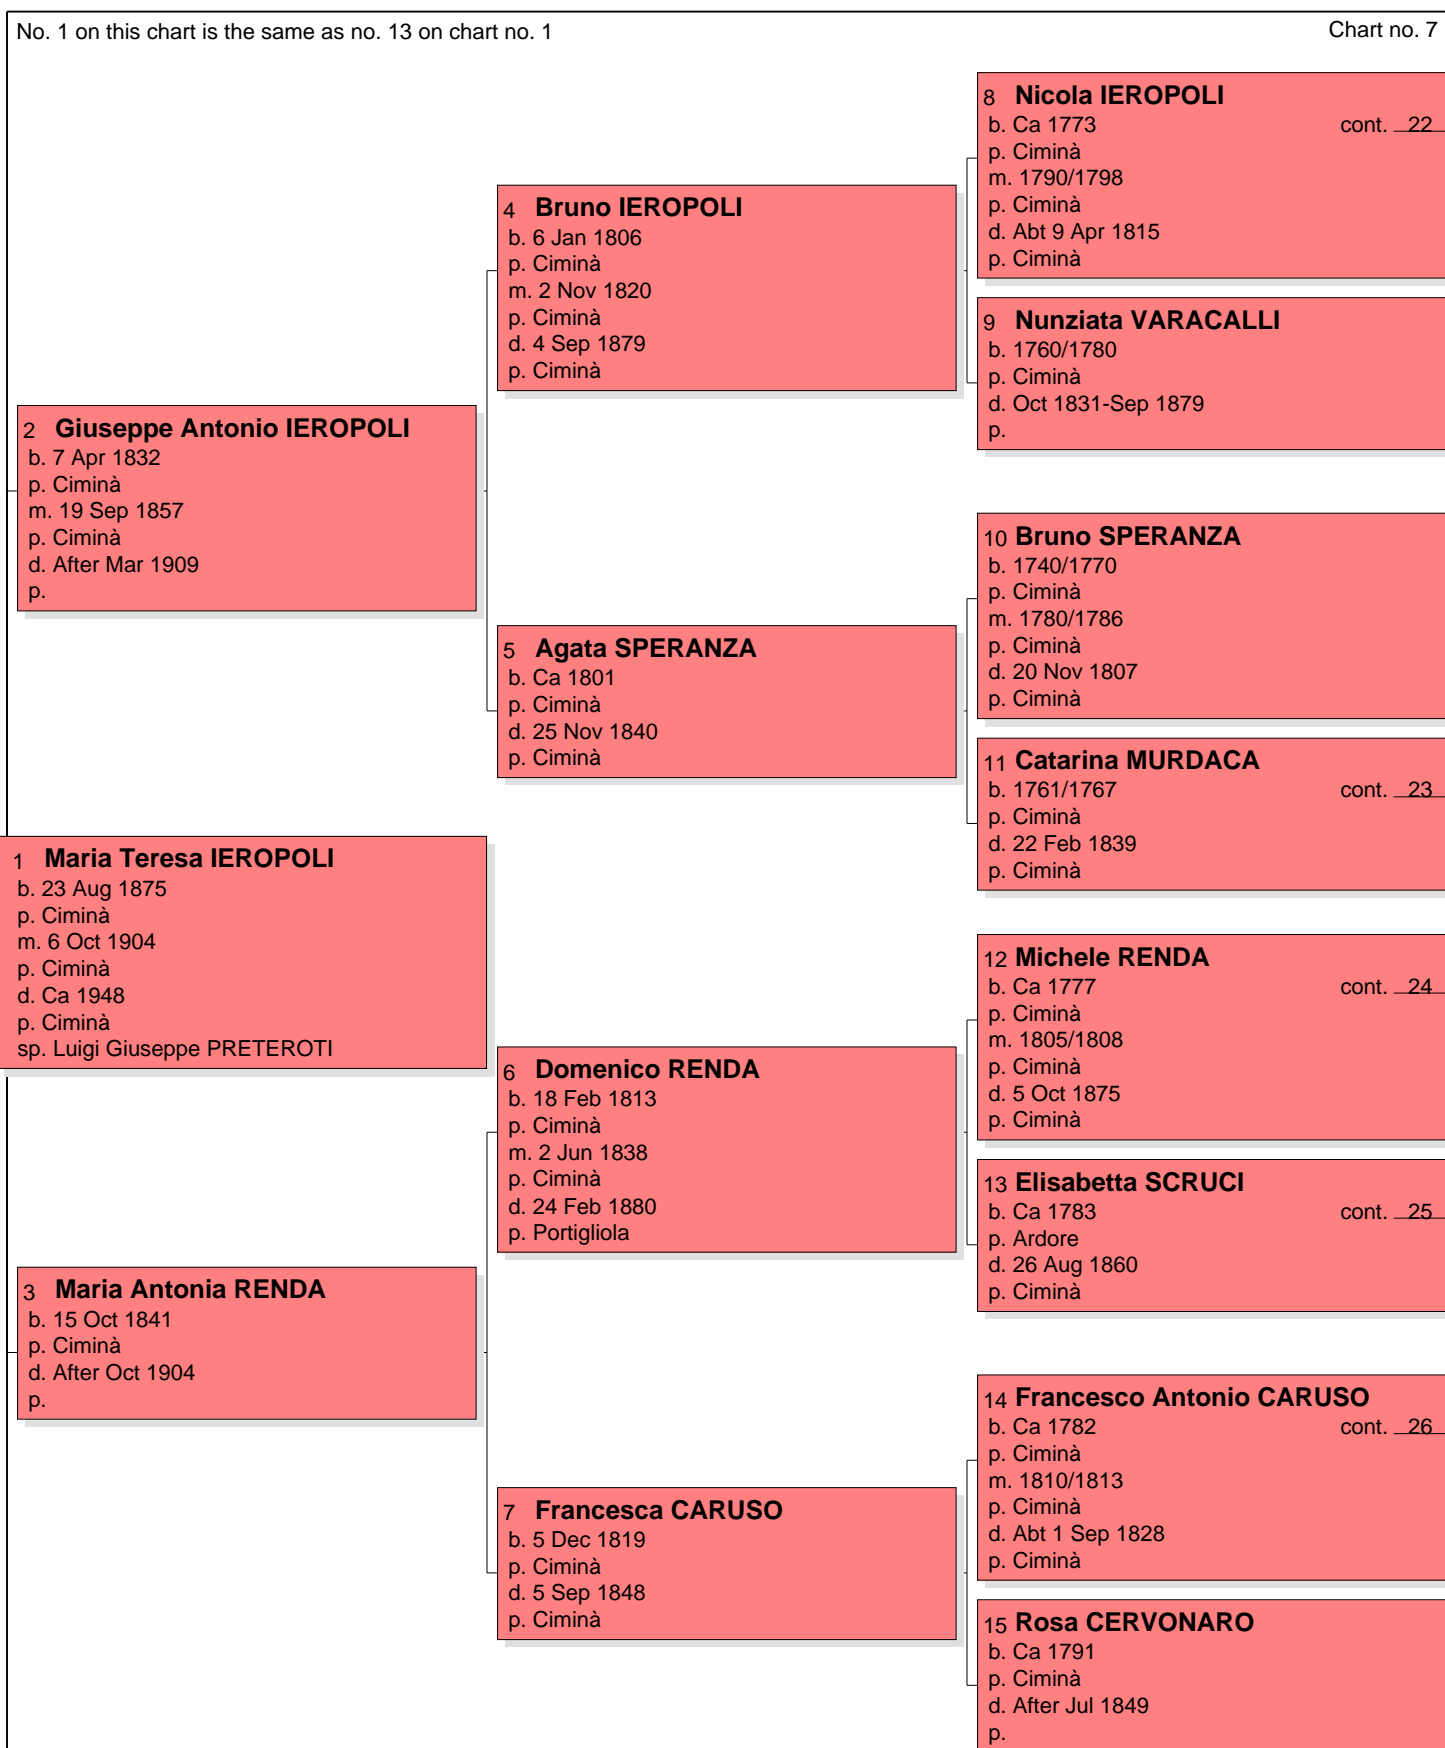 No. 1 on this chart is the same as no. 13 on chart no. 1
Chart no. 7
8 Nicola IEROPOLI
b. Ca 1773 cont. 22
p. Ciminà
m. 1790/1798
p. Ciminà
d. Abt 9 Apr 1815
p. Ciminà
4 Bruno IEROPOLI
b. 6 Jan 1806
p. Ciminà
m. 2 Nov 1820
p. Ciminà
d. 4 Sep 1879
p. Ciminà
9 Nunziata VARACALLI
b. 1760/1780
p. Ciminà
d. Oct 1831-Sep 1879
p.
2 Giuseppe Antonio IEROPOLI
b. 7 Apr 1832
p. Ciminà
m. 19 Sep 1857
p. Ciminà
d. After Mar 1909
p.
10 Bruno SPERANZA
b. 1740/1770
p. Ciminà
m. 1780/1786
p. Ciminà
d. 20 Nov 1807
p. Ciminà
5 Agata SPERANZA
b. Ca 1801
p. Ciminà
d. 25 Nov 1840
p. Ciminà
11 Catarina MURDACA
b. 1761/1767 cont. 23
p. Ciminà
d. 22 Feb 1839
p. Ciminà
1 Maria Teresa IEROPOLI
b. 23 Aug 1875
p. Ciminà
m. 6 Oct 1904
p. Ciminà
d. Ca 1948
p. Ciminà
sp. Luigi Giuseppe PRETEROTI
12 Michele RENDA
b. Ca 1777 cont. 24
p. Ciminà
m. 1805/1808
p. Ciminà
d. 5 Oct 1875
p. Ciminà
6 Domenico RENDA
b. 18 Feb 1813
p. Ciminà
m. 2 Jun 1838
p. Ciminà
d. 24 Feb 1880
p. Portigliola
13 Elisabetta SCRUCI
b. Ca 1783 cont. 25
p. Ardore
d. 26 Aug 1860
p. Ciminà
3 Maria Antonia RENDA
b. 15 Oct 1841
p. Ciminà
d. After Oct 1904
p.
14 Francesco Antonio CARUSO
b. Ca 1782 cont. 26
p. Ciminà
m. 1810/1813
p. Ciminà
d. Abt 1 Sep 1828
p. Ciminà
7 Francesca CARUSO
b. 5 Dec 1819
p. Ciminà
d. 5 Sep 1848
p. Ciminà
15 Rosa CERVONARO
b. Ca 1791
p. Ciminà
d. After Jul 1849
p.